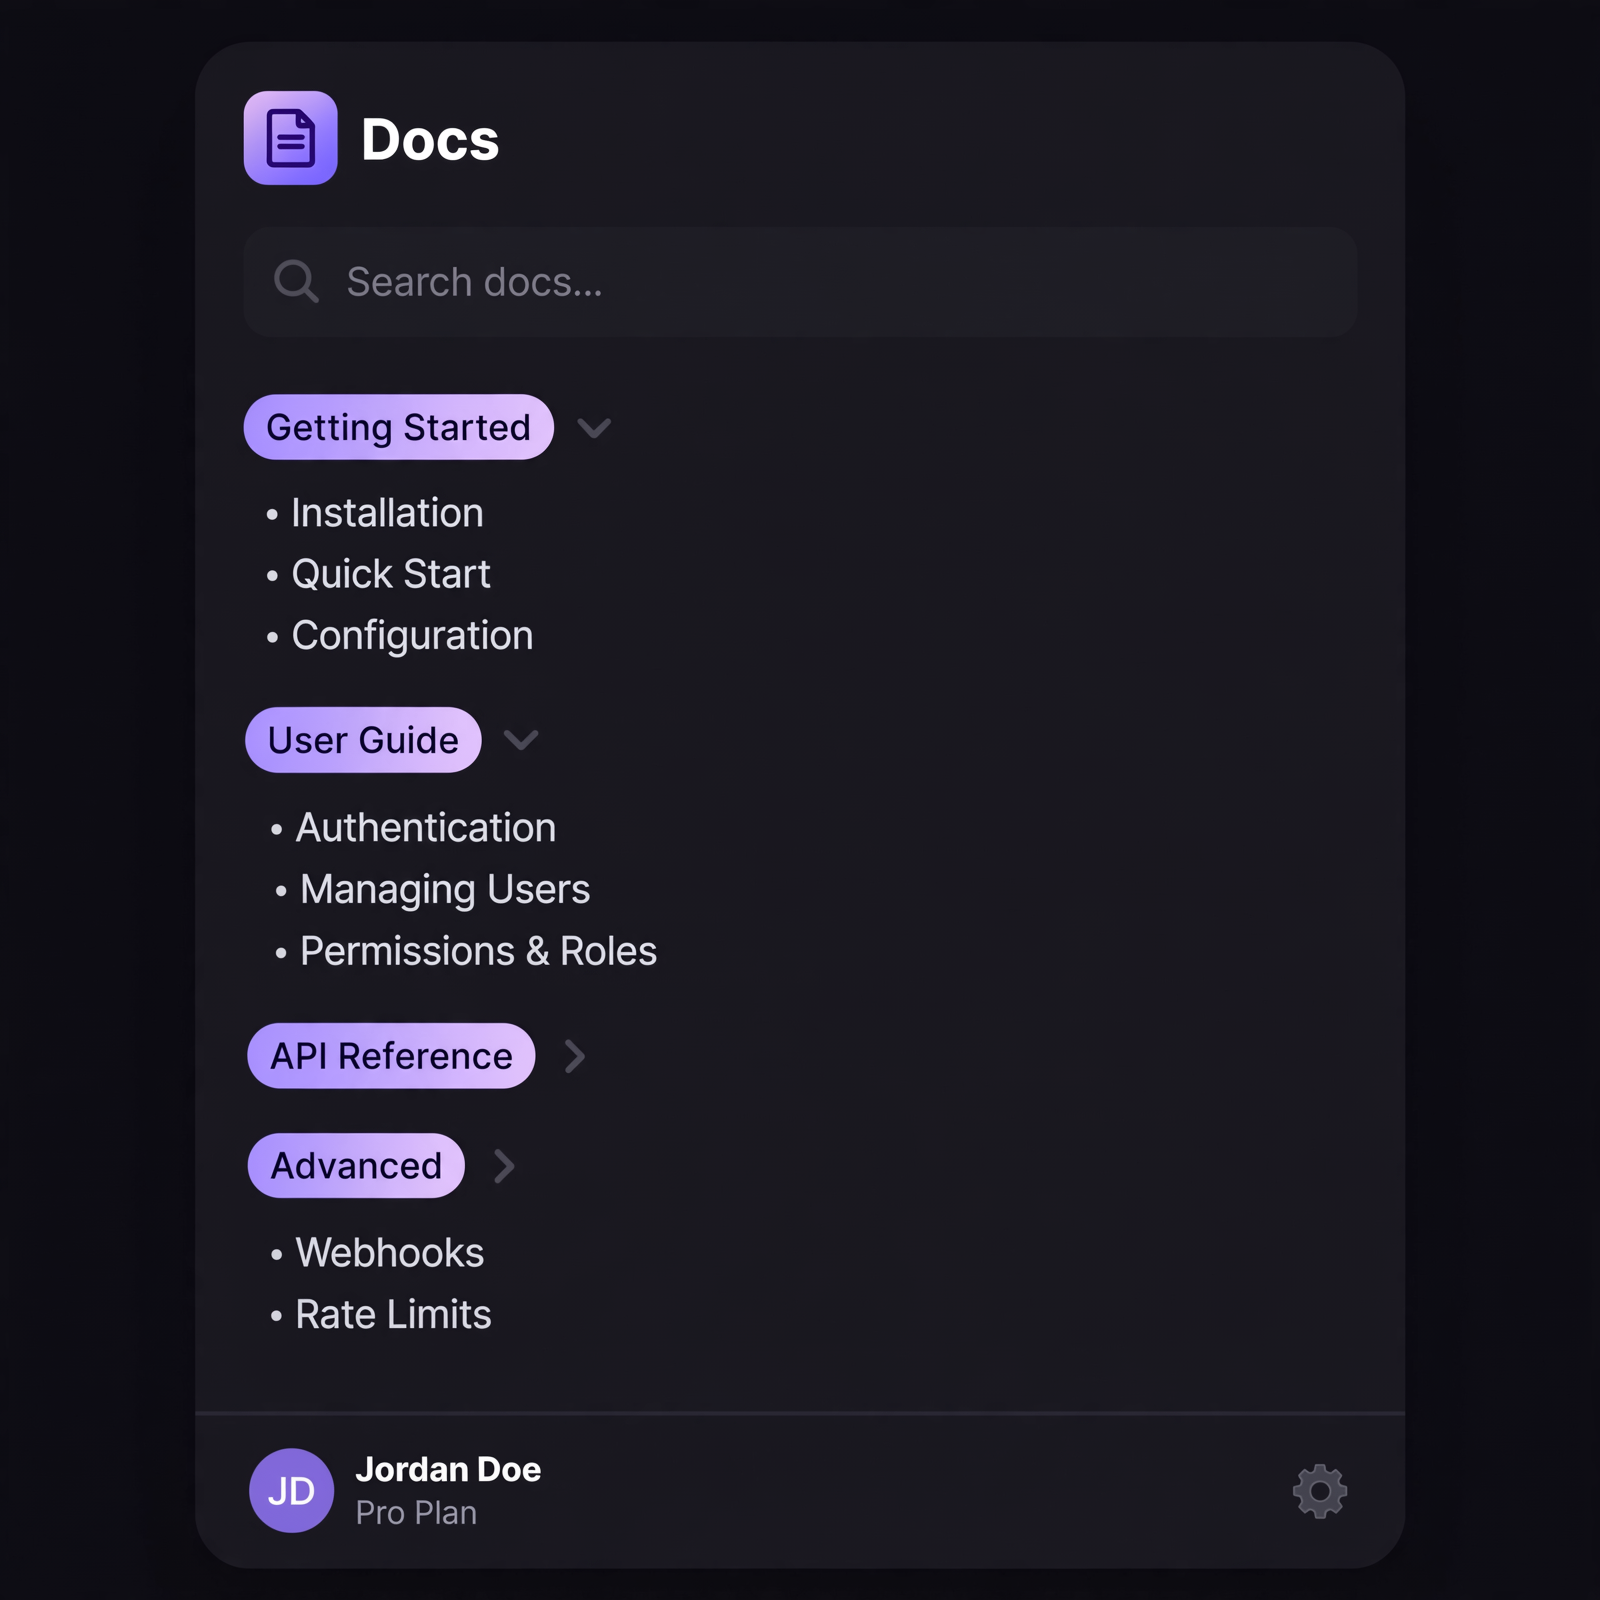 Docs
Search docs...
Getting Started
• Installation
• Quick Start
• Configuration
User Guide
• Authentication
• Managing Users
• Permissions & Roles
API Reference
Advanced
• Webhooks
• Rate Limits
JD
Jordan Doe
Pro Plan